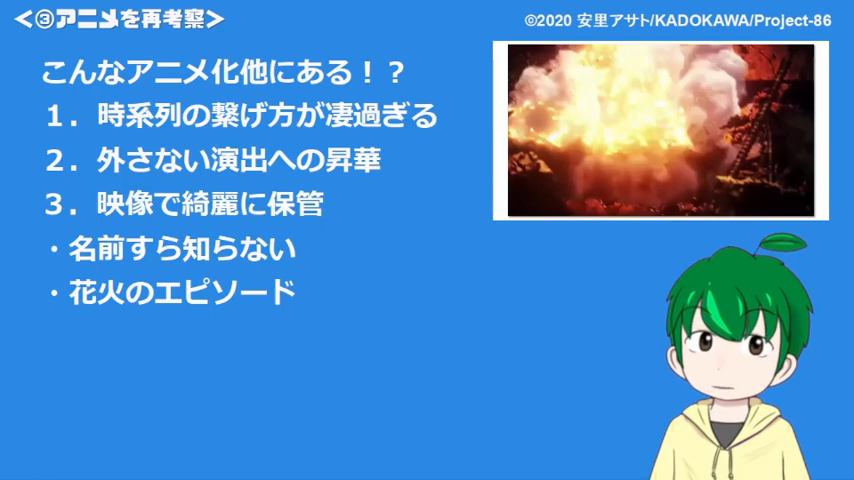 ＜③アニメを再考察＞
©2020 安里アサト/KADOKAWA/Project-86
こんなアニメ化他にある！？
１．時系列の繋げ方が凄過ぎる
２．外さない演出への昇華
３．映像で綺麗に保管
・名前すら知らない
・花火のエピソード